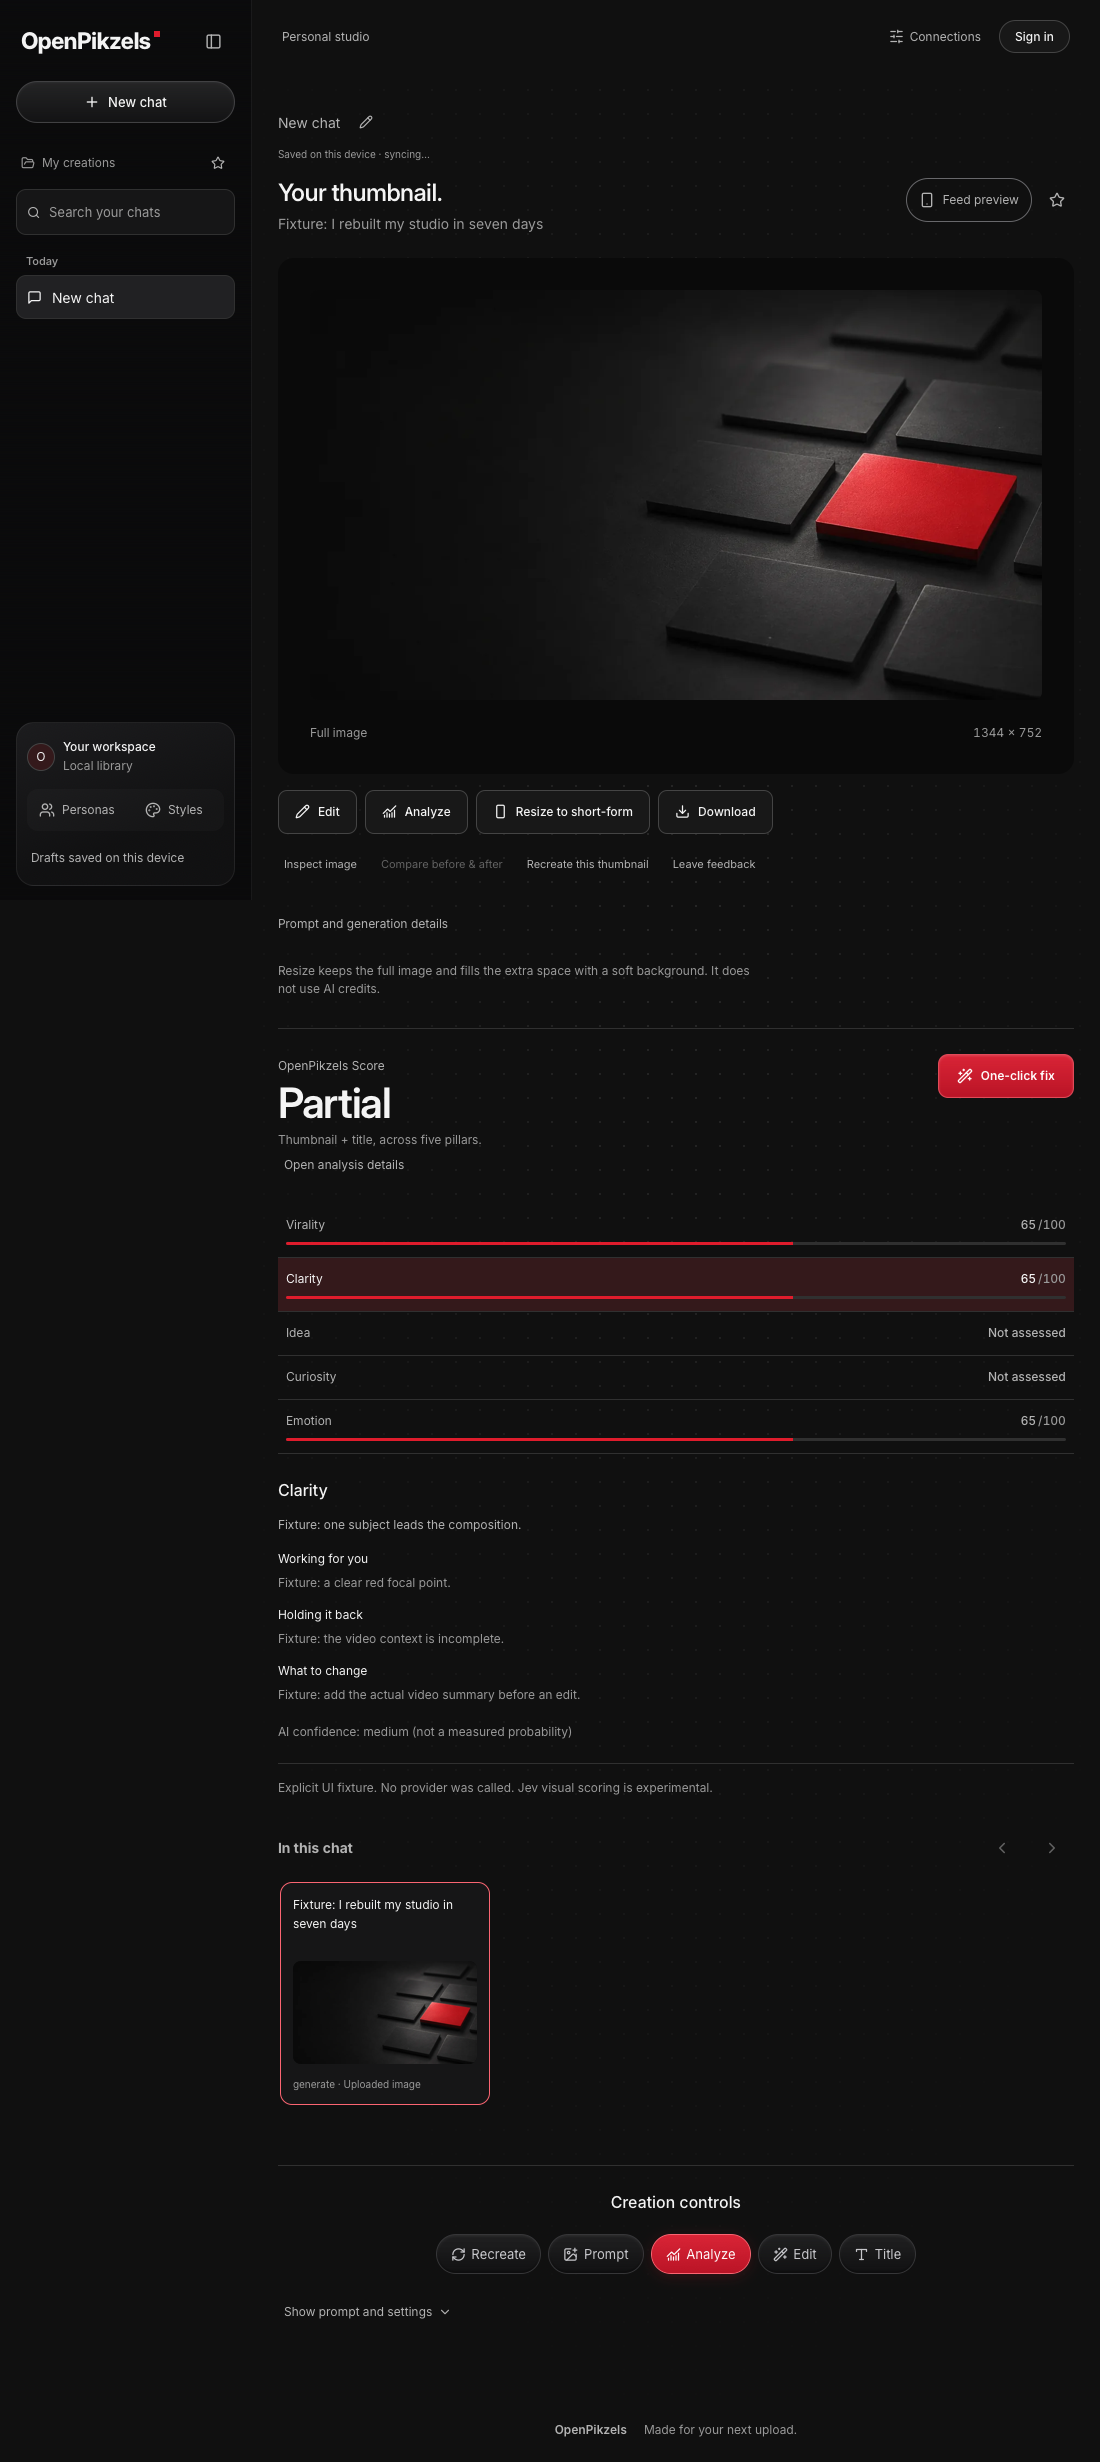 OpenPikzels
New chat
My creations
Search your chats
Today
New chat
Your workspace
O
Local library
Personas
Styles
Drafts saved on this device
Personal studio
Connections
Sign in
New chat
Saved on this device · syncing...
Your thumbnail.
Fixture: I rebuilt my studio in seven days
Feed preview
Full image
1344 × 752
Edit
Analyze
Resize to short-form
Download
Inspect image
Compare before & after
Recreate this thumbnail
Leave feedback
Prompt and generation details
Resize keeps the full image and fills the extra space with a soft background. It does
not use AI credits.
OpenPikzels Score
Partial
Thumbnail + title, across five pillars.
Open analysis details
One-click fix
Virality
65/100
Clarity
65/100
Idea
Not assessed
Curiosity
Not assessed
Emotion
65/100
Clarity
Fixture: one subject leads the composition.
Working for you
Fixture: a clear red focal point.
Holding it back
Fixture: the video context is incomplete.
What to change
Fixture: add the actual video summary before an edit.
AI confidence: medium (not a measured probability)
Explicit UI fixture. No provider was called. Jev visual scoring is experimental.
In this chat
Fixture: I rebuilt my studio in
seven days
generate · Uploaded image
Creation controls
Recreate
Prompt
Analyze
Edit
Title
Show prompt and settings
OpenPikzels
Made for your next upload.